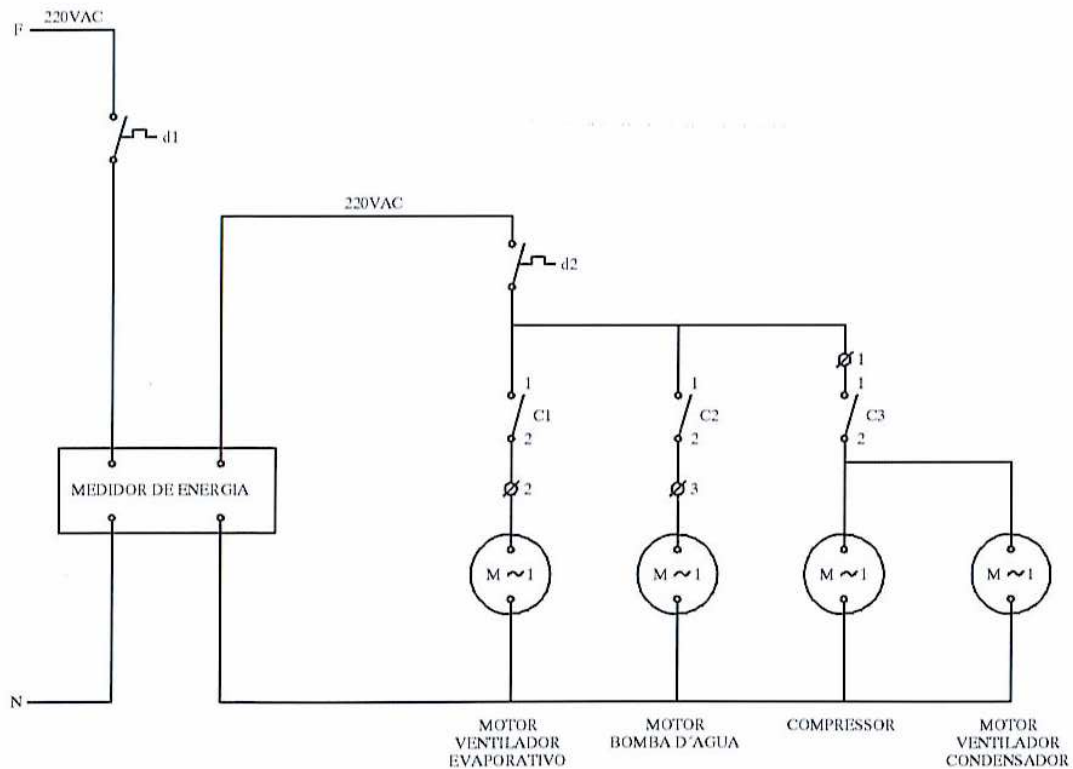 220VAC
F
d1
220VAC
d2
1
1
1
1
C1
C2
C3
2
2
2
MEDIDOR DE ENERGIA
2
3
M ~ 1
M ~ 1
M ~ 1
M ~ 1
N
MOTOR
VENTILADOR
EVAPORATIVO
MOTOR
BOMBA D´AGUA
COMPRESSOR
MOTOR
VENTILADOR
CONDENSADOR